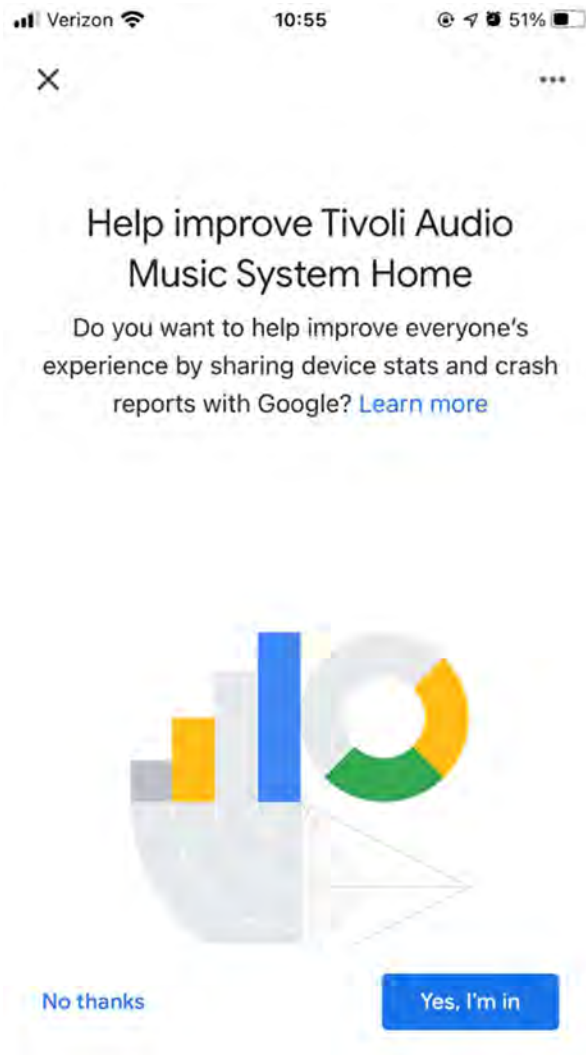 Verizon 10:55 51%
Help improve Tivoli Audio
Music System Home
Do you want to help improve everyone's
experience by sharing device stats and crash
reports with Google? Learn more
No thanks Yes, I'm in